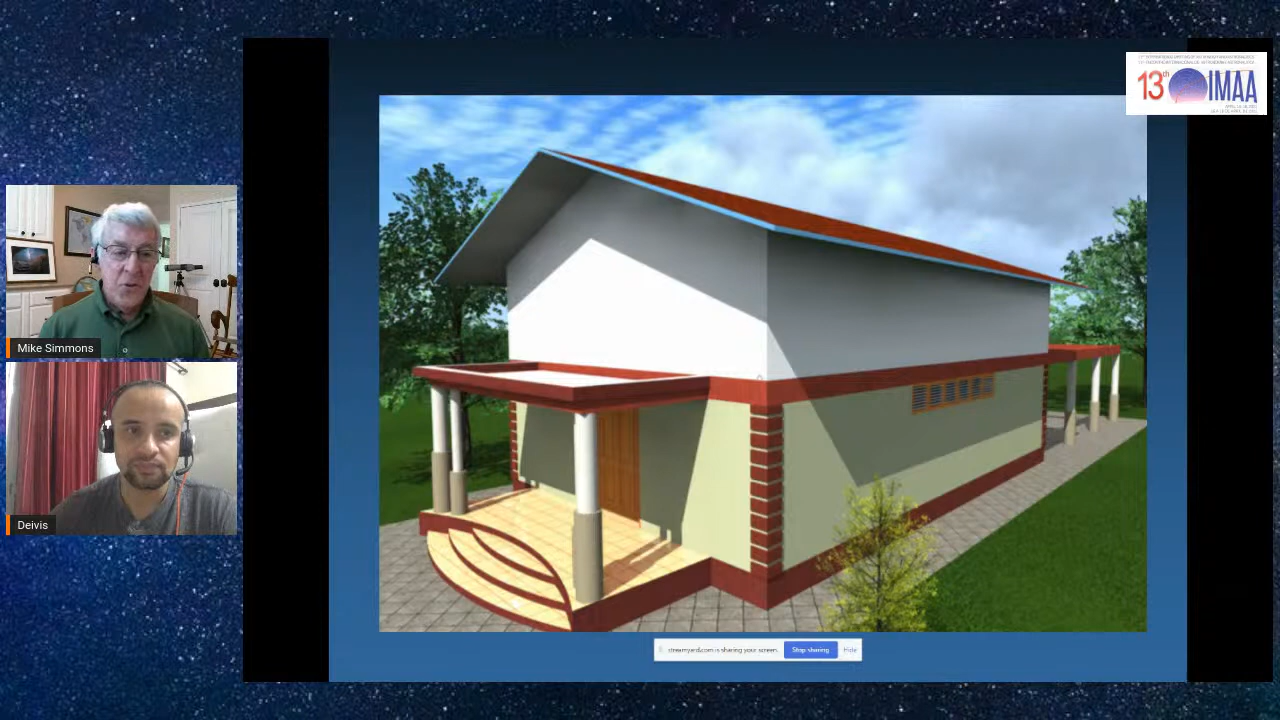 13th IMAA
Mike Simmons
Deivis
streamyard.com is sharing your screen.
Stop sharing
Hide